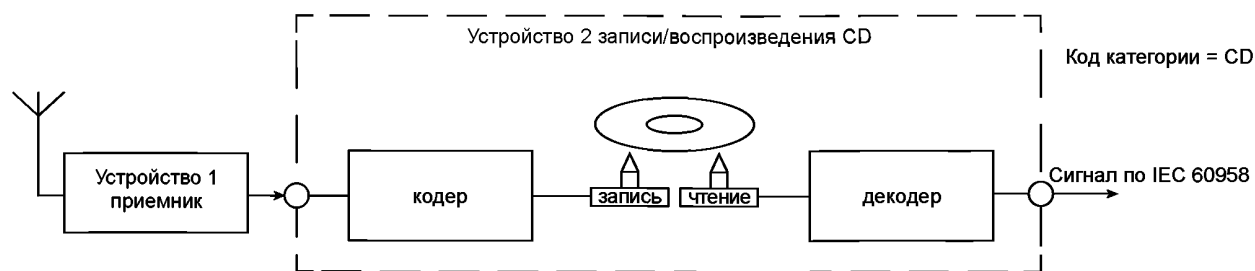 Устройство 2 записи/воспроизведения CD
Код категории = CD
Устройство 1
приемник
кодер
запись
чтение
декодер
Сигнал по IEC 60958